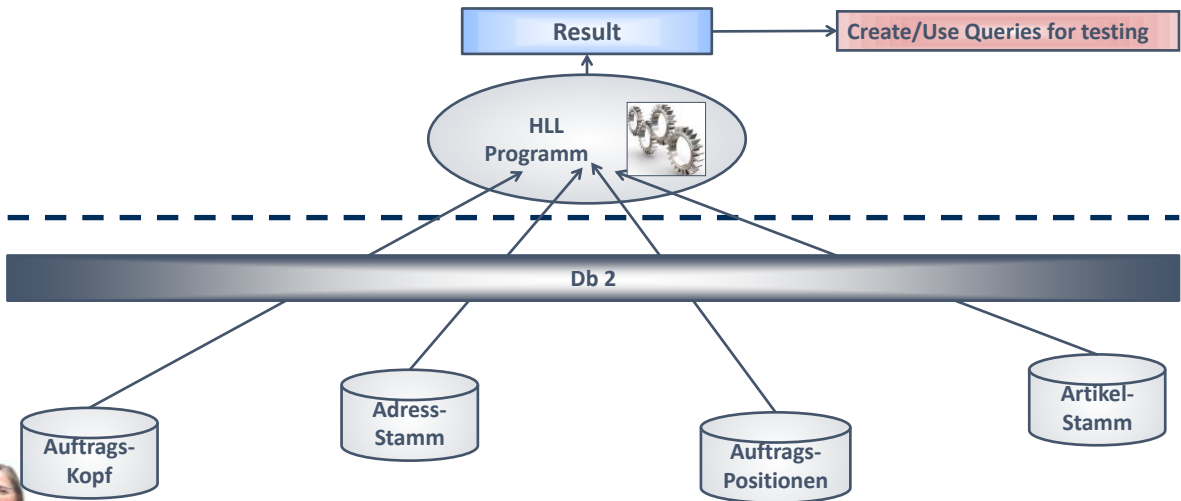 Result
Create/Use Queries for testing
HLL
Programm
Db 2
Auftrags-
Kopf
Adress-
Stamm
Auftrags-
Positionen
Artikel-
Stamm